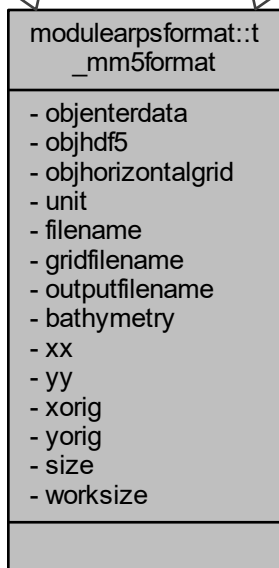 modulearpsformat::t
_mm5format
- objenterdata
- objhdf5
- objhorizontalgrid
- unit
- filename
- gridfilename
- outputfilename
- bathymetry
- xx
- yy
- xorig
- yorig
- size
- worksize